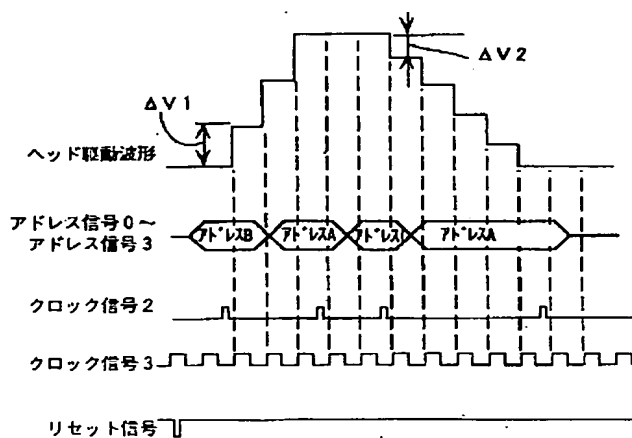 ΔV1
ΔV2
ヘッド駆動波形
アドレス信号0～
アドレス信号3
アドレスB
アドレスA
アドレス
アドレスA
クロック信号2
クロック信号3
リセット信号